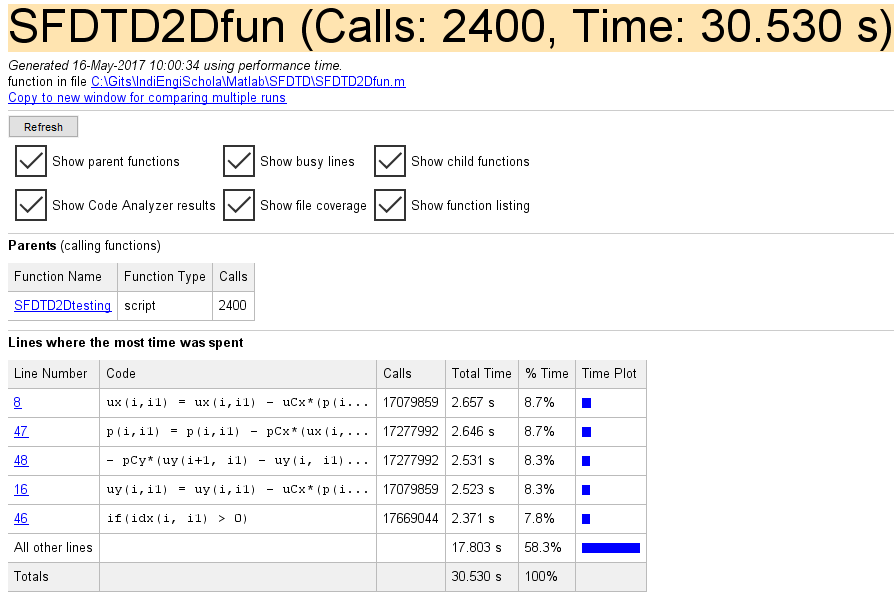 SFDTD2Dfun (Calls: 2400, Time: 30.530 s)
Generated 16-May-2017 10:00:34 using performance time.
function in file C:\Gits\IndiEngiSchola\Matlab\SFDTD\SFDTD2Dfun.m
Copy to new window for comparing multiple runs
Refresh
Show parent functions Show busy lines Show child functions
Show Code Analyzer results Show file coverage Show function listing
Parents (calling functions)
Function Name Function Type Calls
SFDTD2Dtesting script 2400
Lines where the most time was spent
Line Number Code Calls Total Time % Time Time Plot
8 ux(i,i1) = ux(i,i1) - uCx*(p(i... 17079859 2.657 s 8.7%
47 p(i,i1) = p(i,i1) - pCx*(ux(i,... 17277992 2.646 s 8.7%
48 - pCy*(uy(i+1, i1) - uy(i, i1)... 17277992 2.531 s 8.3%
16 uy(i,i1) = uy(i,i1) - uCx*(p(i... 17079859 2.523 s 8.3%
46 if(idx(i, i1) > 0) 17669044 2.371 s 7.8%
All other lines 17.803 s 58.3%
Totals 30.530 s 100%